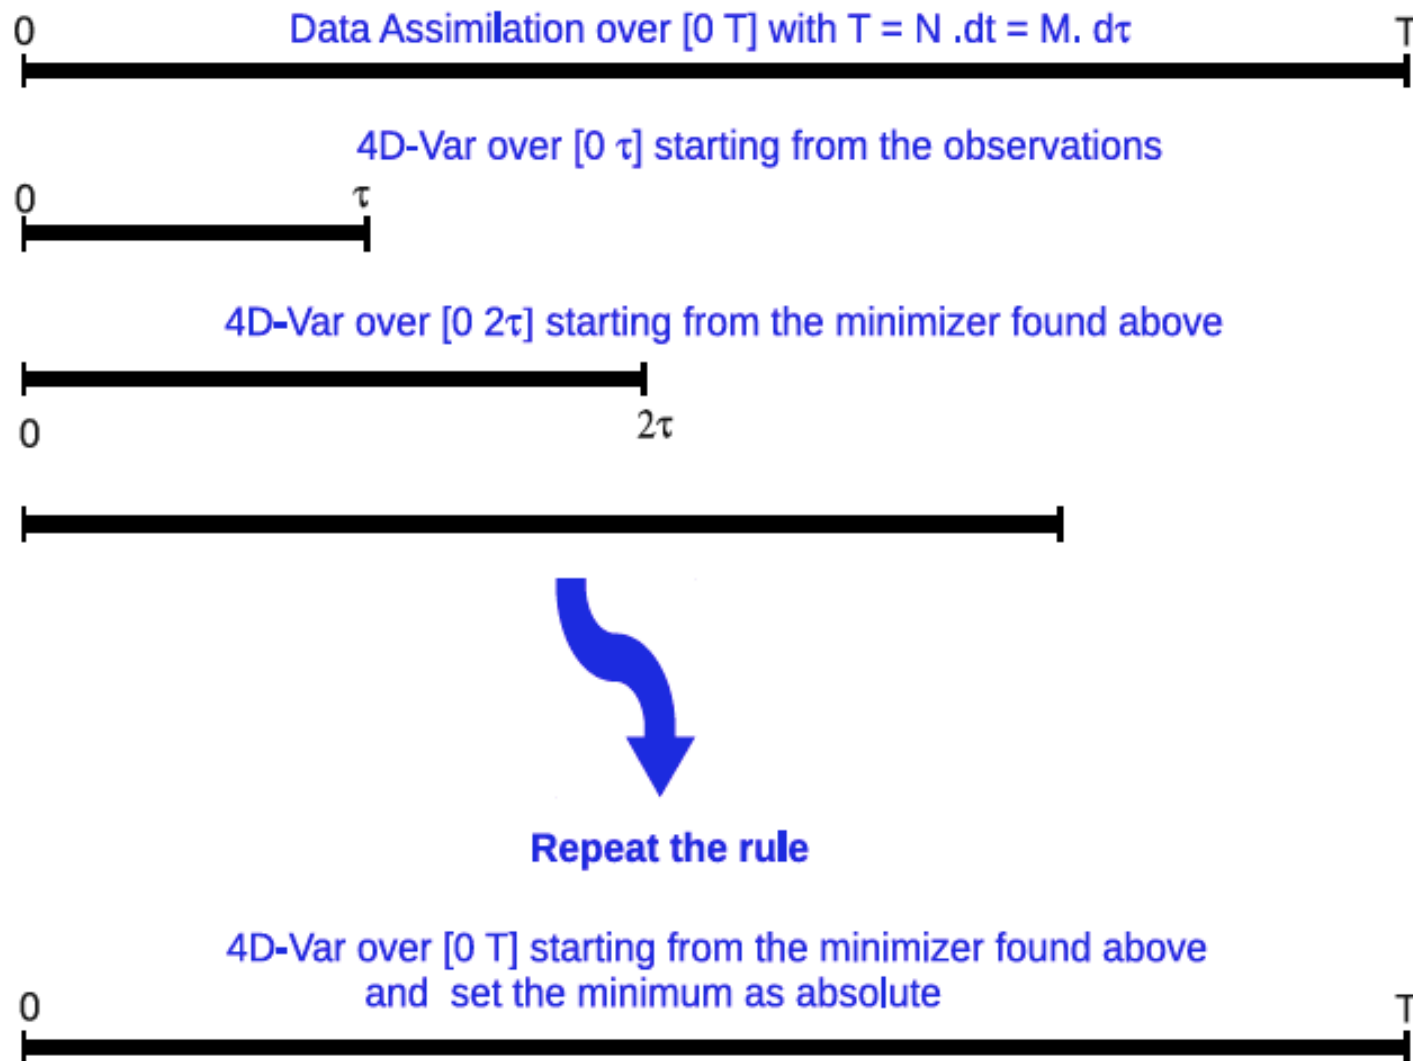 0 Data Assimilation over [0 T] with T = N .dt = M. dτ T
4D-Var over [0 τ] starting from the observations
0 τ
4D-Var over [0 2τ] starting from the minimizer found above
0 2τ
Repeat the rule
4D-Var over [0 T] starting from the minimizer found above
and set the minimum as absolute
0 T